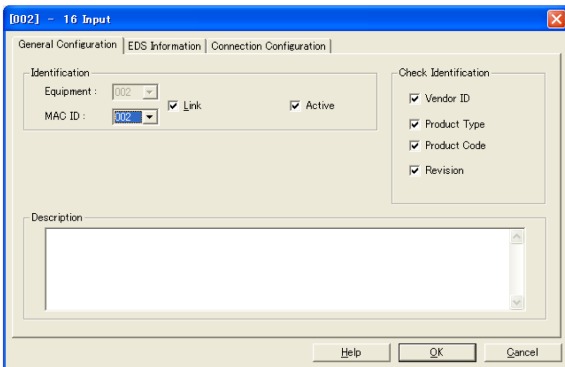 [002] - 16 Input
General Configuration EDS Information Connection Configuration
Identification
Equipment : 002
MAC ID : 002
Link
Active
Check Identification
Vendor ID
Product Type
Product Code
Revision
Description
Help OK Cancel